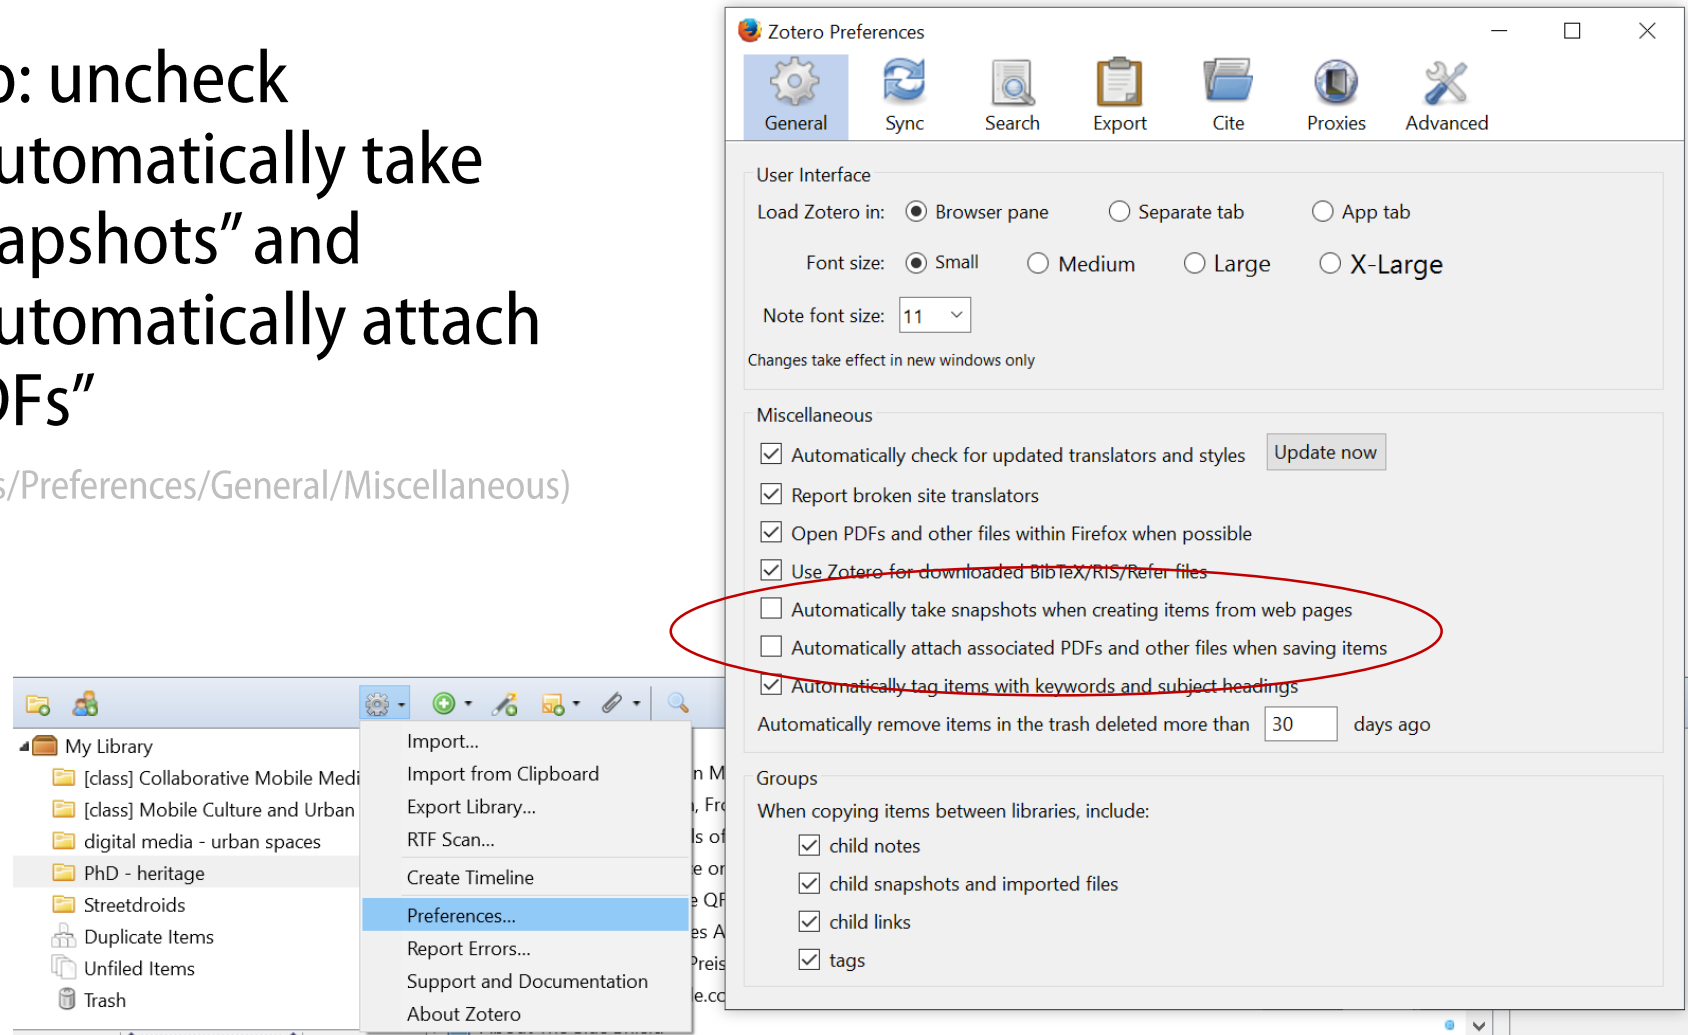 : uncheck
utomatically take
apshots” and
utomatically attach
DFs”
s/Preferences/General/Miscellaneous)
Zotero Preferences
General Sync Search Export Cite Proxies Advanced
User Interface
Load Zotero in: Browser pane Separate tab App tab
Font size: Small Medium Large X-Large
Note font size: 11
Changes take effect in new windows only
Miscellaneous
Automatically check for updated translators and styles Update now
Report broken site translators
Open PDFs and other files within Firefox when possible
Use Zotero for downloaded BibTeX/RIS/Refer files
Automatically take snapshots when creating items from web pages
Automatically attach associated PDFs and other files when saving items
Automatically tag items with keywords and subject headings
Automatically remove items in the trash deleted more than 30 days ago
Groups
When copying items between libraries, include:
child notes
child snapshots and imported files
child links
tags
My Library
[class] Collaborative Mobile Medi
[class] Mobile Culture and Urban
digital media - urban spaces
PhD - heritage
Streetdroids
Duplicate Items
Unfiled Items
Trash
Import...
Import from Clipboard
Export Library...
RTF Scan...
Create Timeline
Preferences...
Report Errors...
Support and Documentation
About Zotero